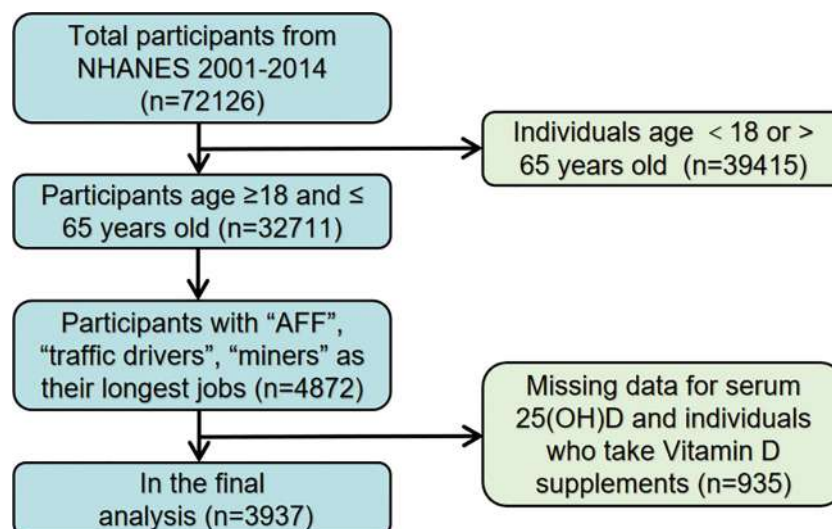 Total participants from
NHANES 2001-2014
(n=72126)
Individuals age < 18 or >
65 years old (n=39415)
Participants age ≥18 and ≤
65 years old (n=32711)
Participants with “AFF”,
“traffic drivers”, “miners” as
their longest jobs (n=4872)
Missing data for serum
25(OH)D and individuals
who take Vitamin D
supplements (n=935)
In the final
analysis (n=3937)